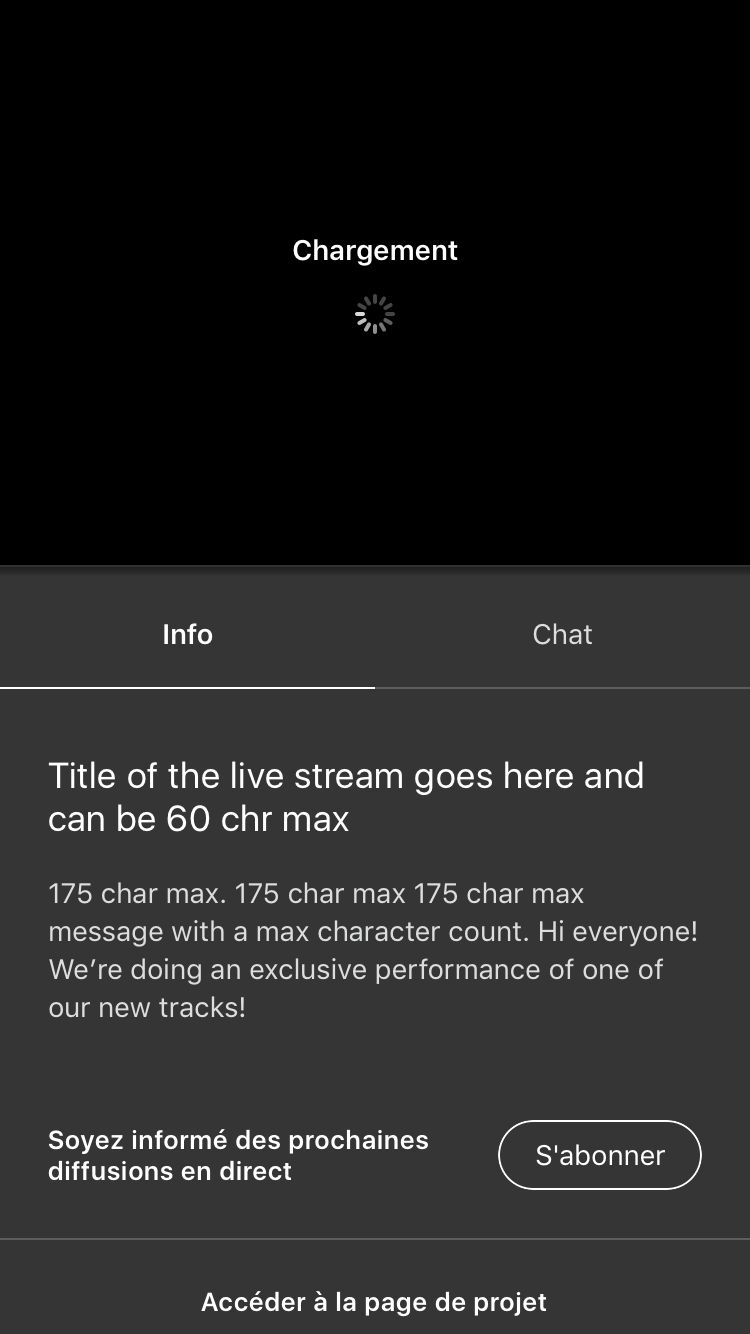 Chargement
Info
Chat
Title of the live stream goes here and
can be 60 chr max
175 char max. 175 char max 175 char max
message with a max character count. Hi everyone!
We’re doing an exclusive performance of one of
our new tracks!
Soyez informé des prochaines
diffusions en direct
S'abonner
Accéder à la page de projet